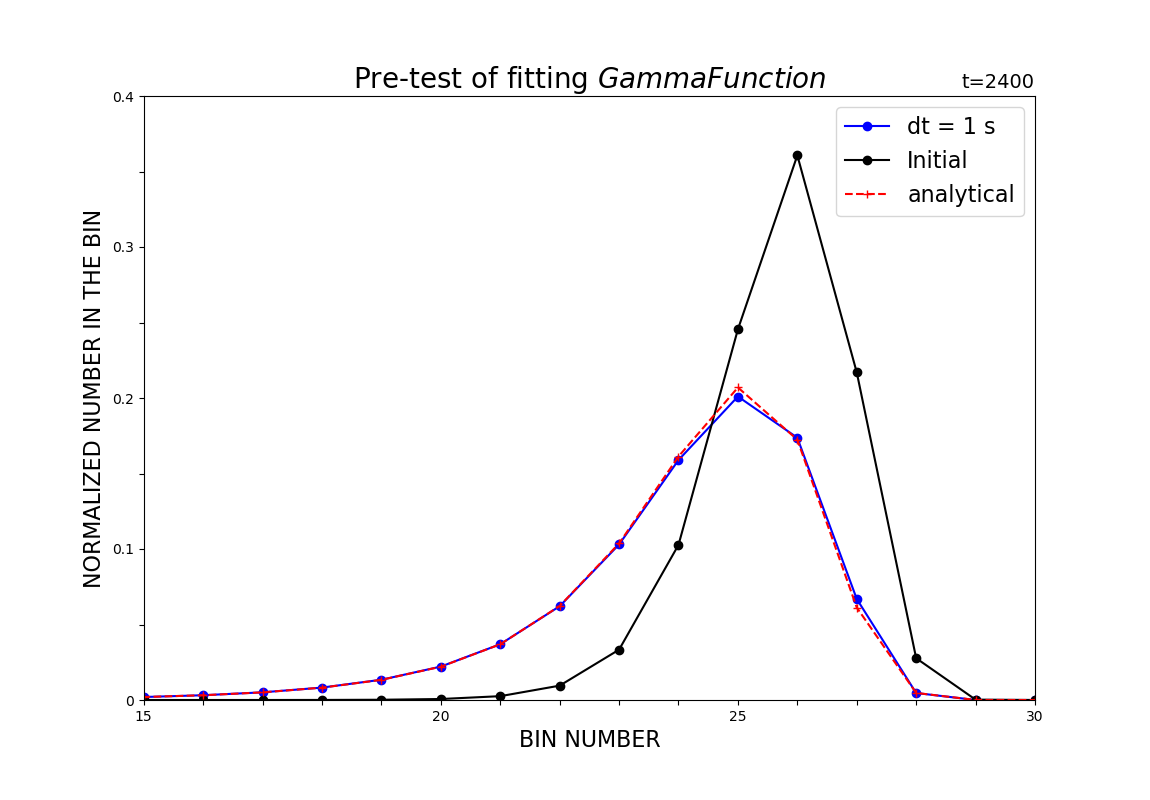 Pre-test of fitting GammaFunction
t=2400
dt = 1 s
Initial
analytical
NORMALIZED NUMBER IN THE BIN
0.4
0.3
0.2
0.1
0
15 20 25 30
BIN NUMBER